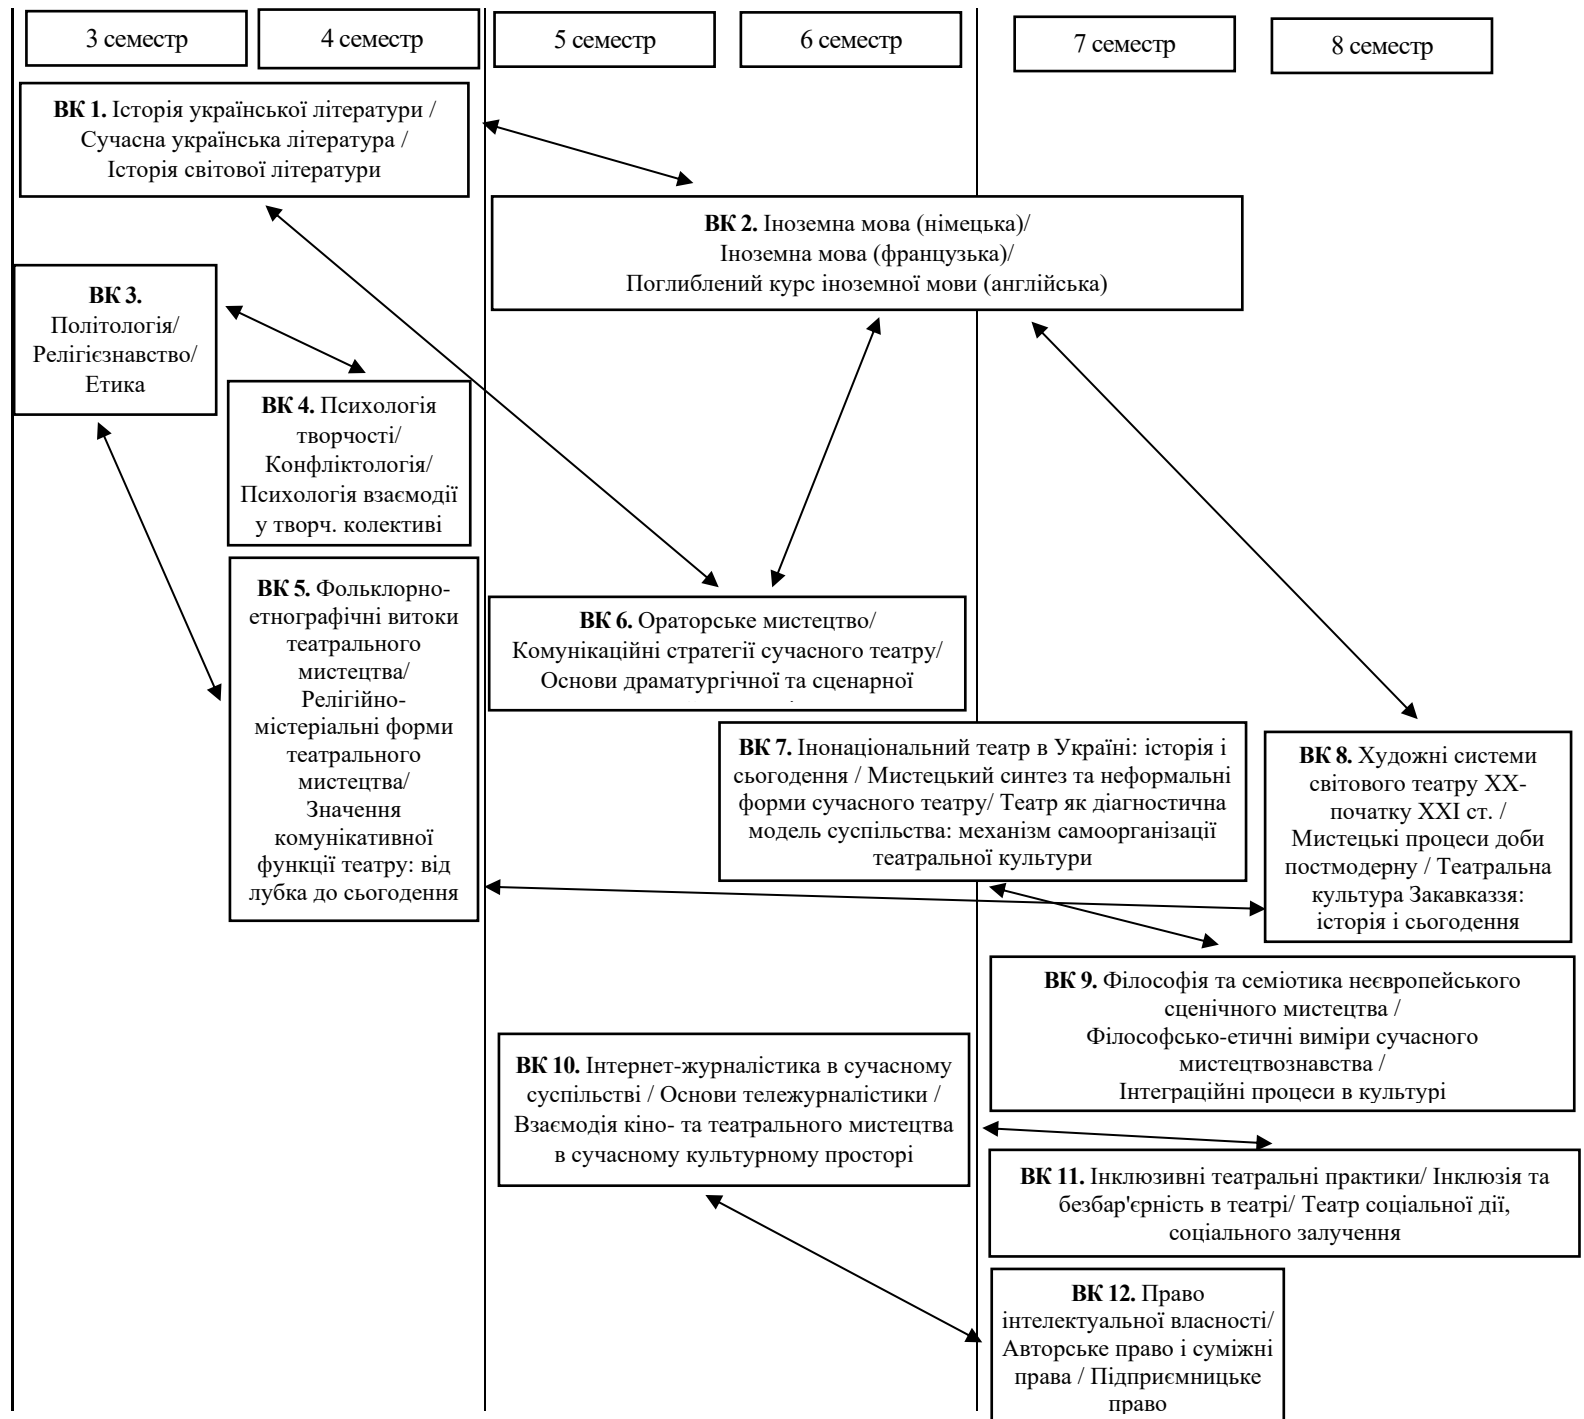 3 семестр
4 семестр
5 семестр
6 семестр
7 семестр
8 семестр
ВК 1. Історія української літератури /
Сучасна українська література /
Історія світової літератури
ВК 2. Іноземна мова (німецька)/
Іноземна мова (французька)/
Поглиблений курс іноземної мови (англійська)
ВК 3.
Політологія/
Релігієзнавство/
Етика
ВК 4. Психологія
творчості/
Конфліктологія/
Психологія взаємодії
у творч. колективі
ВК 5. Фольклорно-
етнографічні витоки
театрального
мистецтва/
Релігійно-
містеріальні форми
театрального
мистецтва/
Значення
комунікативної
функції театру: від
лубка до сьогодення
ВК 6. Ораторське мистецтво/
Комунікаційні стратегії сучасного театру/
Основи драматургічної та сценарної
ВК 7. Інонаціональний театр в Україні: історія і
сьогодення / Мистецький синтез та неформальні
форми сучасного театру/ Театр як діагностична
модель суспільства: механізм самоорганізації
театральної культури
ВК 8. Художні системи
світового театру ХХ-
початку ХХІ ст. /
Мистецькі процеси доби
постмодерну / Театральна
культура Закавказзя:
історія і сьогодення
ВК 9. Філософія та семіотика неєвропейського
сценічного мистецтва /
Філософсько-етичні виміри сучасного
мистецтвознавства /
Інтеграційні процеси в культурі
ВК 10. Інтернет-журналістика в сучасному
суспільстві / Основи тележурналістики /
Взаємодія кіно- та театрального мистецтва
в сучасному культурному просторі
ВК 11. Інклюзивні театральні практики/ Інклюзія та
безбар'єрність в театрі/ Театр соціальної дії,
соціального залучення
ВК 12. Право
інтелектуальної власності/
Авторське право і суміжні
права / Підприємницьке
право